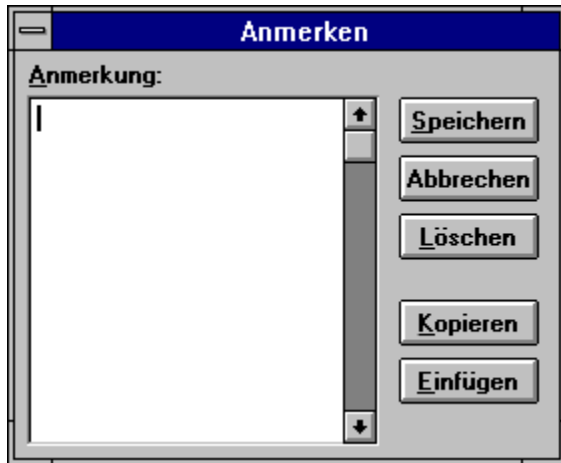 Anmerken
Anmerkung:
Speichern
Abbrechen
Löschen
Kopieren
Einfügen